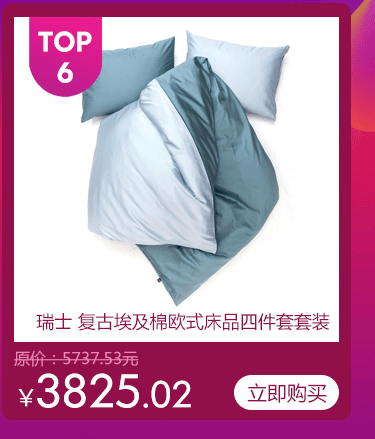 TOP
6
瑞士 复古埃及棉欧式床品四件套套装
原价：5737.53元
¥3825.02
立即购买